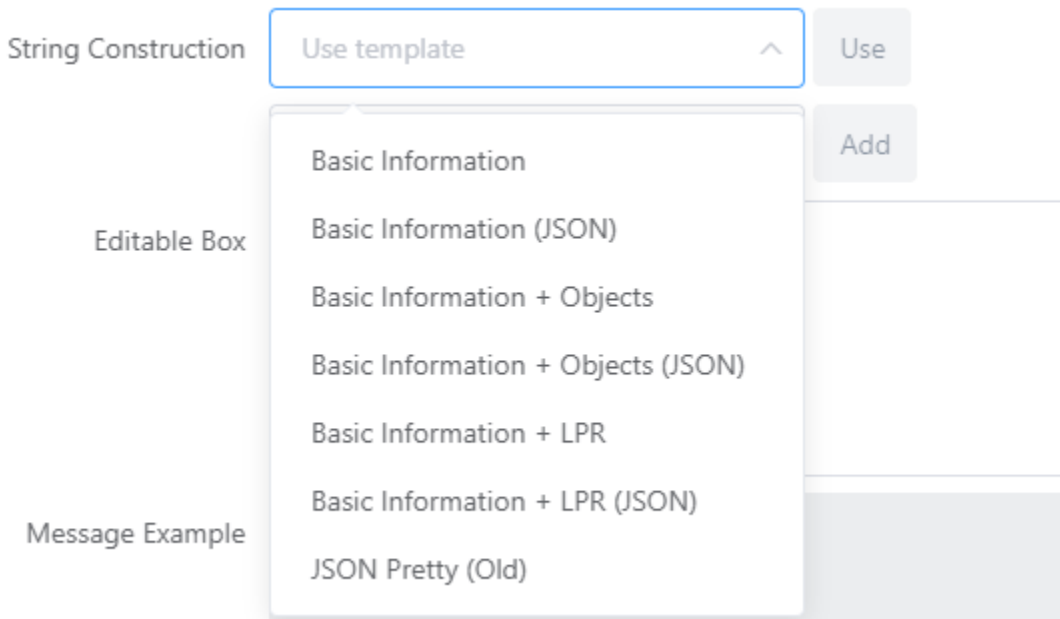 String Construction
Use template
Use
Add
Basic Information
Basic Information (JSON)
Editable Box
Basic Information + Objects
Basic Information + Objects (JSON)
Basic Information + LPR
Basic Information + LPR (JSON)
Message Example
JSON Pretty (Old)